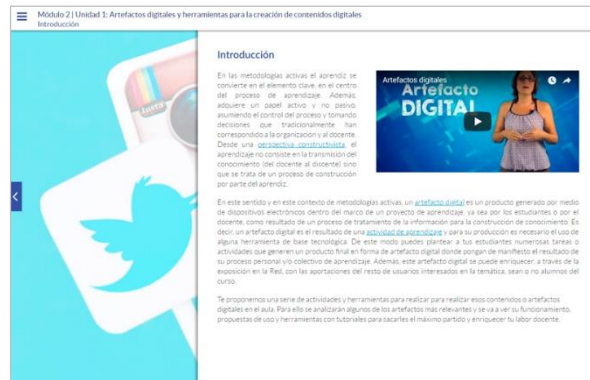 Módulo 2 | Unidad 1: Artefactos digitales y herramientas para la creación de contenidos digitales
Introducción
Introducción
En las metodologías activas el aprendiz se
convierte en el elemento clave, en el centro
del proceso de aprendizaje. Además,
adquiere un papel activo y no pasivo,
asumiendo el control del proceso y tomando
decisiones que tradicionalmente han
correspondido a la organización y al docente.
Desde una perspectiva constructivista, el
aprendizaje no consiste en la transmisión del
conocimiento (del docente al discente) sino
que se trata de un proceso de construcción
por parte del aprendiz.
Artefactos digitales
Artefacto
DIGITAL
En este sentido y en este contexto de metodologías activas, un artefacto digital es un producto generado por medio
de dispositivos electrónicos dentro del marco de un proyecto de aprendizaje, ya sea por los estudiantes o por el
docente, como resultado de un proceso de tratamiento de la información para la construcción de conocimiento. Es
decir, un artefacto digital es el resultado de una actividad de aprendizaje y para su producción es necesario el uso de
alguna herramienta de base tecnológica. De este modo puedes plantear a tus estudiantes numerosas tareas o
actividades que generen un producto final en forma de artefacto digital donde pongan de manifiesto el resultado de
su proceso personal y/o colectivo de aprendizaje. Además, este artefacto digital se puede enriquecer, a través de la
exposición en la Red, con las aportaciones del resto de usuarios interesados en la temática, sean o no alumnos del
curso.
Te proponemos una serie de actividades y herramientas para realizar para realizar esos contenidos o artefactos
digitales en el aula. Para ello se analizarán algunos de los artefactos más relevantes y se va a ver su funcionamiento,
propuestas de uso y herramientas con tutoriales para sacarles el máximo partido y enriquecer tu labor docente.